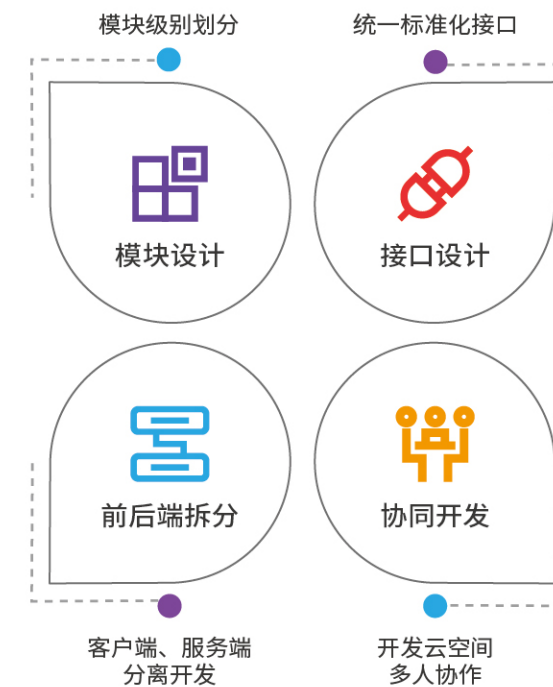 模块级别划分
统一标准化接口
模块设计
接口设计
前后端拆分
协同开发
客户端、服务端
分离开发
开发云空间
多人协作